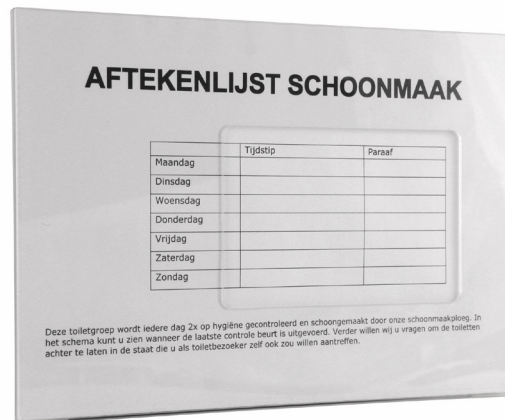 AFTEKENLIJST SCHOONMAAK
Tijdstip Paraaf
Maandag
Dinsdag
Woensdag
Donderdag
Vrijdag
Zaterdag
Zondag
Deze toiletgroep wordt iedere dag 2x op hygiëne gecontroleerd en schoongemaakt door onze schoonmaakploeg. In
het schema kunt u zien wanneer de laatste controle beurt is uitgevoerd. Verder willen wij u vragen om de toiletten
achter te laten in de staat die u als toiletbezoeker zelf ook zou willen aantreffen.